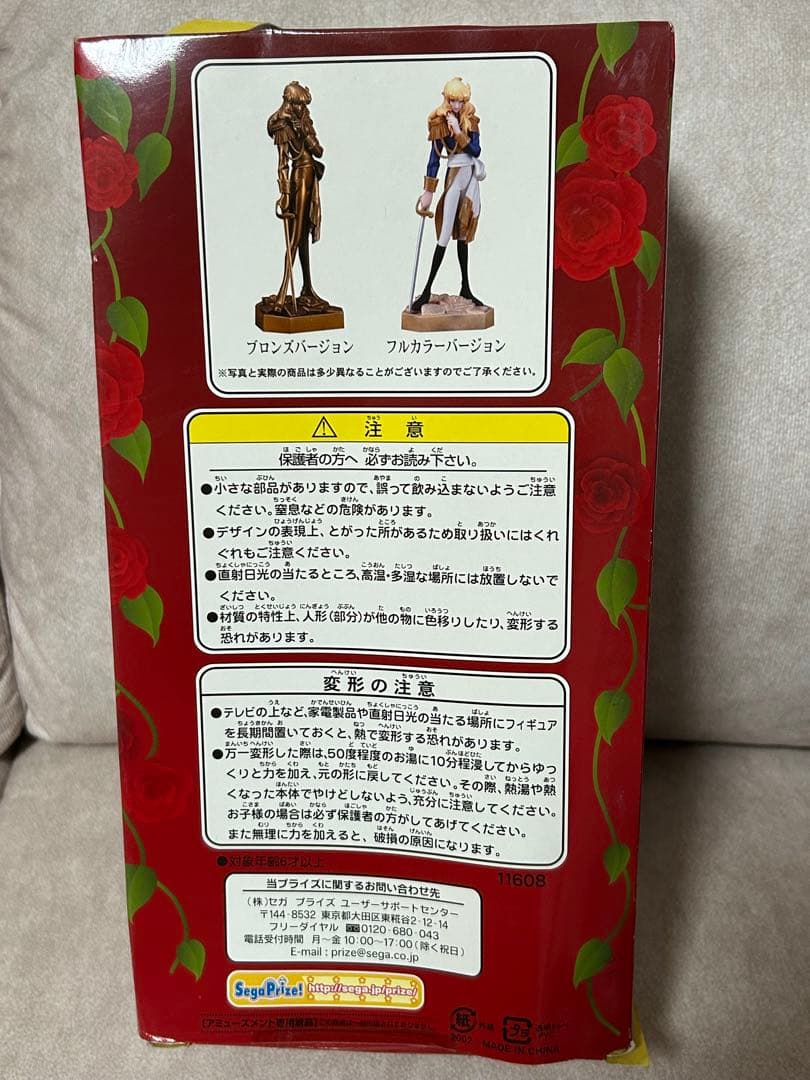 ブロンズバージョン フルカラーバージョン
※写真と実際の商品は多少異なることがございますのでご了承ください。
⚠ 注意
保護者の方へ 必ずお読み下さい。
●小さな部品がありますので、誤って飲み込まないようご注意
ください。窒息などの危険があります。
●デザインの表現上、とがった所があるため取り扱いにはくれ
ぐれもご注意ください。
●直射日光の当たるところ、高温・多湿な場所には放置しないで
ください。
●材質の特性上、人形(部分)が他の物に色移りしたり、変形する
恐れがあります。
変形の注意
●テレビの上など、家電製品や直射日光の当たる場所にフィギュア
を長期間置いておくと、熱で変形する恐れがあります。
●万一変形した際は、50度程度のお湯に10分程浸してからゆっ
くりと力を加え、元の形に戻してください。その際、熱湯や熱
くなった本体でやけどしないよう、充分に注意してください。
お子様の場合は必ず保護者の方がしてあげてください。
また無理に力を加えると、破損の原因になります。
●対象年齢6才以上
11608
当プライズに関するお問い合わせ先
(株)セガ プライズ ユーザーサポートセンター
〒144-8532 東京都大田区東糀谷2-12-14
フリーダイヤル 0120-680-043
電話受付時間 月〜金 10:00〜17:00(除く祝日)
E-mail : prize@sega.co.jp
SegaPrize! http://sega.jp/prize/
【アミューズメント専用景品】
紙 外箱
2002
プラ
MADE IN CHINA